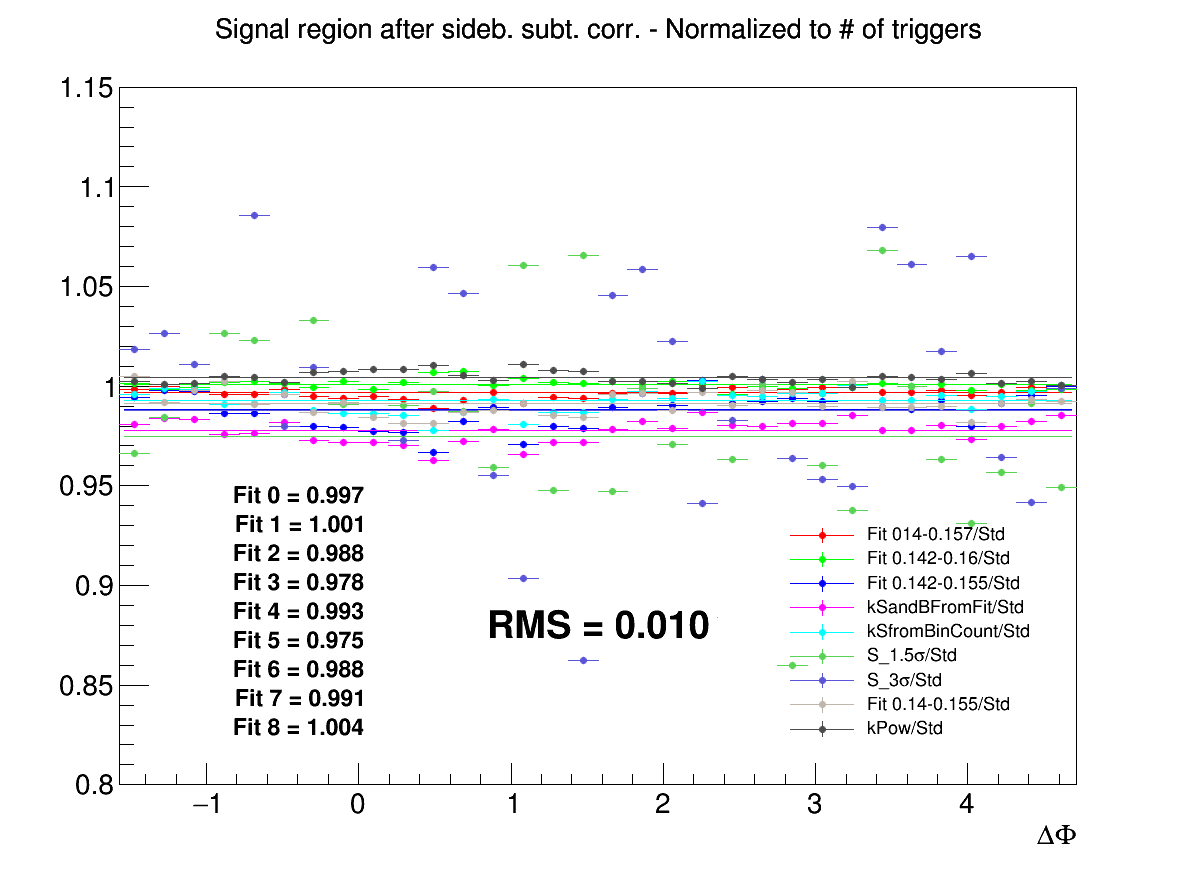 Signal region after sideb. subt. corr. - Normalized to # of triggers
1.15
1.1
1.05
1
0.95
0.9
0.85
0.8
Fit 0 = 0.997
Fit 1 = 1.001
Fit 2 = 0.988
Fit 3 = 0.978
Fit 4 = 0.993
Fit 5 = 0.975
Fit 6 = 0.988
Fit 7 = 0.991
Fit 8 = 1.004
RMS = 0.010
Fit 014-0.157/Std
Fit 0.142-0.16/Std
Fit 0.142-0.155/Std
kSandBFromFit/Std
kSfromBinCount/Std
S_1.5σ/Std
S_3σ/Std
Fit 0.14-0.155/Std
kPow/Std
−1 0 1 2 3 4
ΔΦ